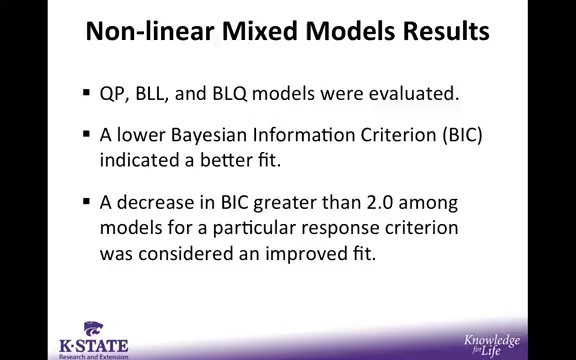 Non-linear Mixed Models Results
▪ QP, BLL, and BLQ models were evaluated.
▪ A lower Bayesian Information Criterion (BIC)
indicated a better fit.
▪ A decrease in BIC greater than 2.0 among
models for a particular response criterion
was considered an improved fit.
K-STATE
Research and Extension
Knowledge
for Life